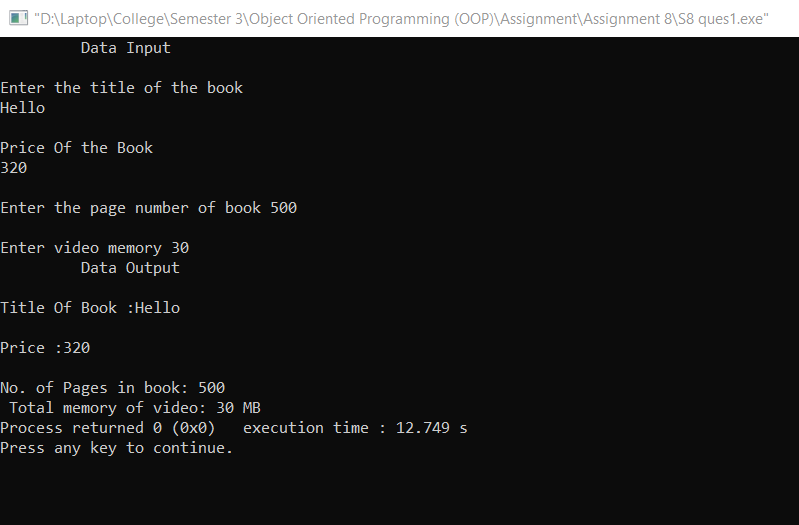 "D:\Laptop\College\Semester 3\Object Oriented Programming (OOP)\Assignment\Assignment 8\S8 ques1.exe"
Data Input
Enter the title of the book
Hello
Price Of the Book
320
Enter the page number of book 500
Enter video memory 30
Data Output
Title Of Book :Hello
Price :320
No. of Pages in book: 500
Total memory of video: 30 MB
Process returned 0 (0x0)   execution time : 12.749 s
Press any key to continue.